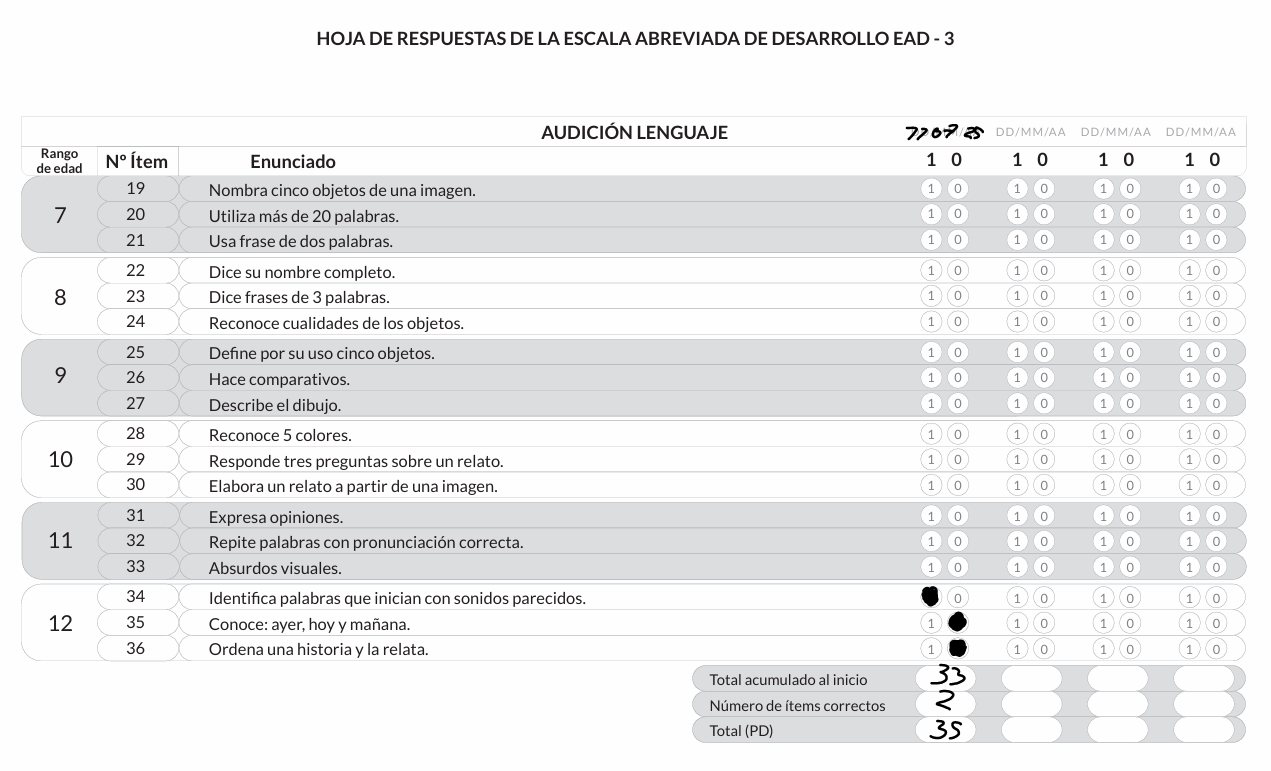 HOJA DE RESPUESTAS DE LA ESCALA ABREVIADA DE DESARROLLO EAD - 3
AUDICIÓN LENGUAJE DD/MM/AA DD/MM/AA DD/MM/AA
Rango de edad Nº Ítem Enunciado 1 0 1 0 1 0 1 0
19 Nombra cinco objetos de una imagen. 1 0 1 0 1 0 1 0
7 20 Utiliza más de 20 palabras. 1 0 1 0 1 0 1 0
21 Usa frase de dos palabras. 1 0 1 0 1 0 1 0
22 Dice su nombre completo. 1 0 1 0 1 0 1 0
8 23 Dice frases de 3 palabras. 1 0 1 0 1 0 1 0
24 Reconoce cualidades de los objetos. 1 0 1 0 1 0 1 0
25 Define por su uso cinco objetos. 1 0 1 0 1 0 1 0
9 26 Hace comparativos. 1 0 1 0 1 0 1 0
27 Describe el dibujo. 1 0 1 0 1 0 1 0
28 Reconoce 5 colores. 1 0 1 0 1 0 1 0
10 29 Responde tres preguntas sobre un relato. 1 0 1 0 1 0 1 0
30 Elabora un relato a partir de una imagen. 1 0 1 0 1 0 1 0
31 Expresa opiniones. 1 0 1 0 1 0 1 0
11 32 Repite palabras con pronunciación correcta. 1 0 1 0 1 0 1 0
33 Absurdos visuales. 1 0 1 0 1 0 1 0
34 Identifica palabras que inician con sonidos parecidos. 0 1 0 1 0 1 0
12 35 Conoce: ayer, hoy y mañana. 1 1 0 1 0 1 0
36 Ordena una historia y la relata. 1 1 0 1 0 1 0
Total acumulado al inicio 33
Número de ítems correctos 2
Total (PD) 35